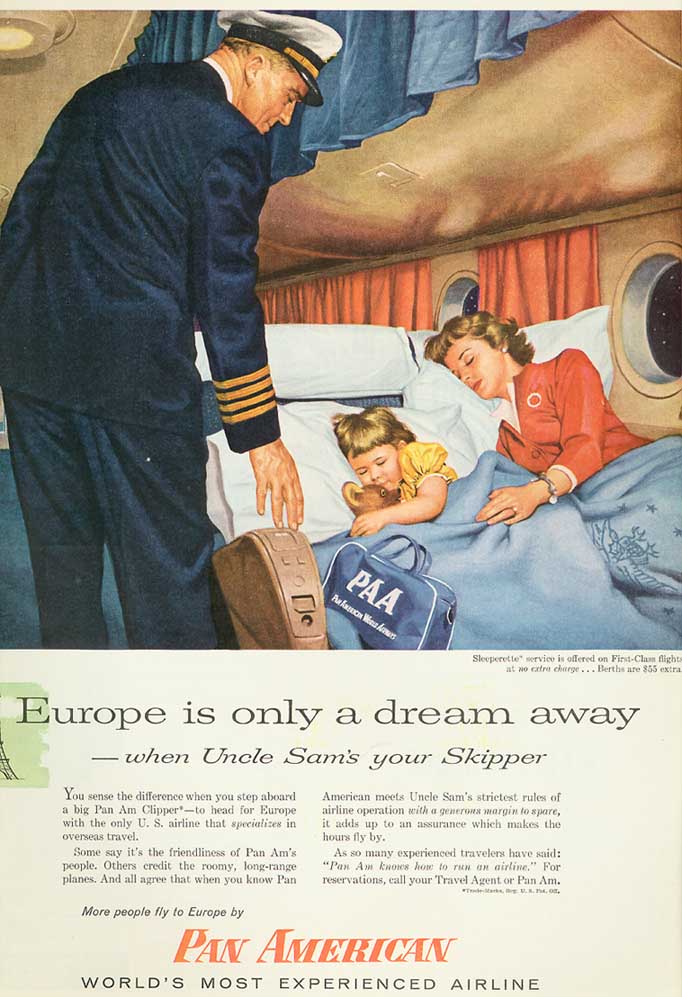 PAA
PAN AMERICAN WORLD AIRWAYS
Sleeperette* service is offered on First-Class flights
at no extra charge . . . Berths are $55 extra.
Europe is only a dream away
— when Uncle Sam's your Skipper
You sense the difference when you step aboard
a big Pan Am Clipper*—to head for Europe
with the only U. S. airline that specializes in
overseas travel.
Some say it's the friendliness of Pan Am's
people. Others credit the roomy, long-range
planes. And all agree that when you know Pan
American meets Uncle Sam's strictest rules of
airline operation with a generous margin to spare,
it adds up to an assurance which makes the
hours fly by.
As so many experienced travelers have said:
"Pan Am knows how to run an airline." For
reservations, call your Travel Agent or Pan Am.
*Trade-Marks, Reg. U. S. Pat. Off.
More people fly to Europe by
PAN AMERICAN
WORLD'S MOST EXPERIENCED AIRLINE